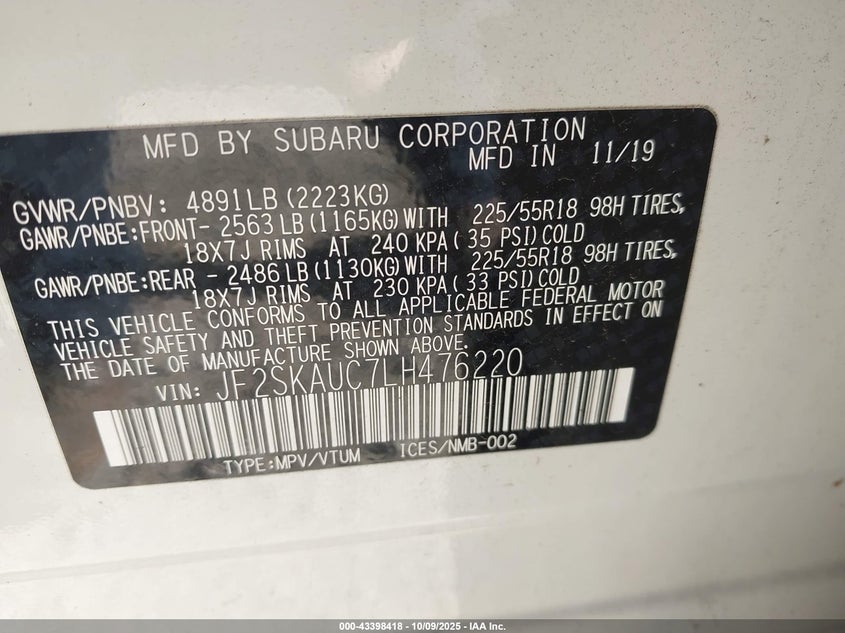 MFD BY SUBARU CORPORATION
MFD IN 11/19
GVWR/PNBV: 4891LB(2223KG)
GAWR/PNBE:FRONT- 2563LB(1165KG)WITH 225/55R18 98H TIRES,
18X7J RIMS AT 240 KPA( 35 PSI)COLD
GAWR/PNBE:REAR - 2486LB(1130KG)WITH 225/55R18 98H TIRES,
18X7J RIMS AT 230 KPA( 33 PSI)COLD
THIS VEHICLE CONFORMS TO ALL APPLICABLE FEDERAL MOTOR
VEHICLE SAFETY AND THEFT PREVENTION STANDARDS IN EFFECT ON
THE DATE OF MANUFACTURE SHOWN ABOVE.
VIN: JF2SKAUC7LH476220
TYPE:MPV/VTUM ICES/NMB-002
000-43398418 - 10/09/2025 - IAA Inc.